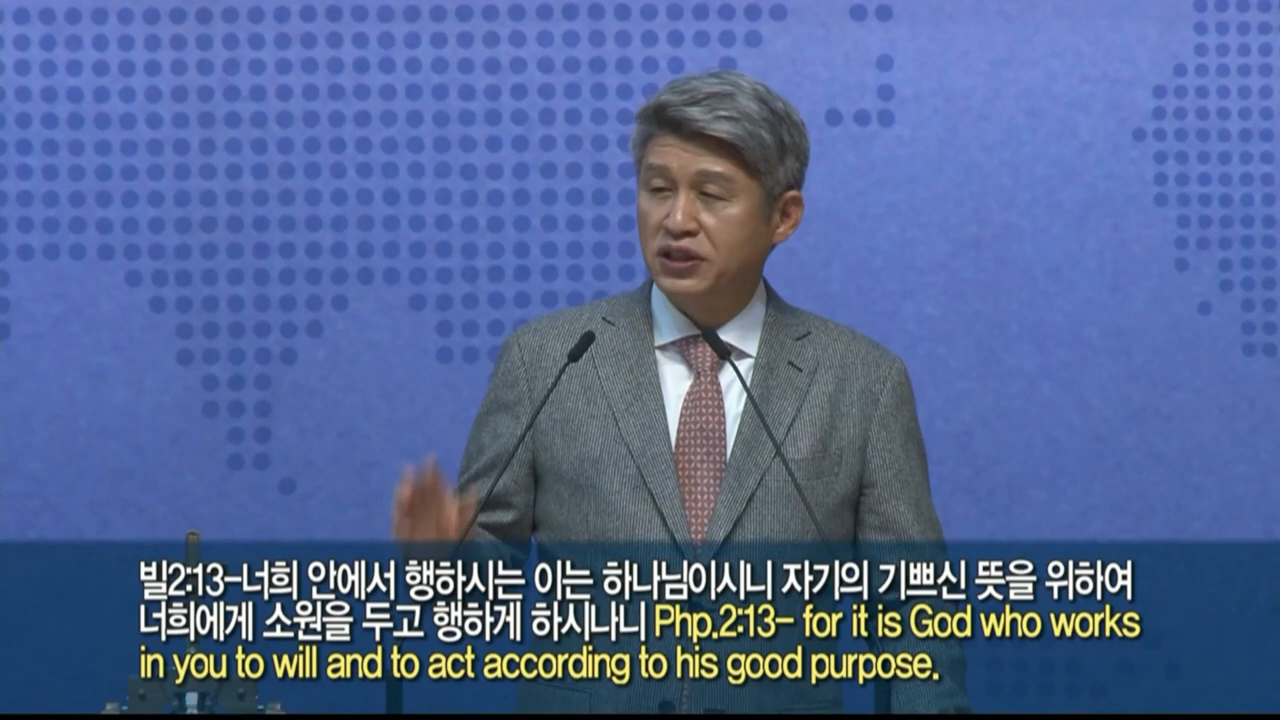 빌2:13-너희 안에서 행하시는 이는 하나님이시니 자기의 기쁘신 뜻을 위하여
너희에게 소원을 두고 행하게 하시나니 Php.2:13- for it is God who works
in you to will and to act according to his good purpose.